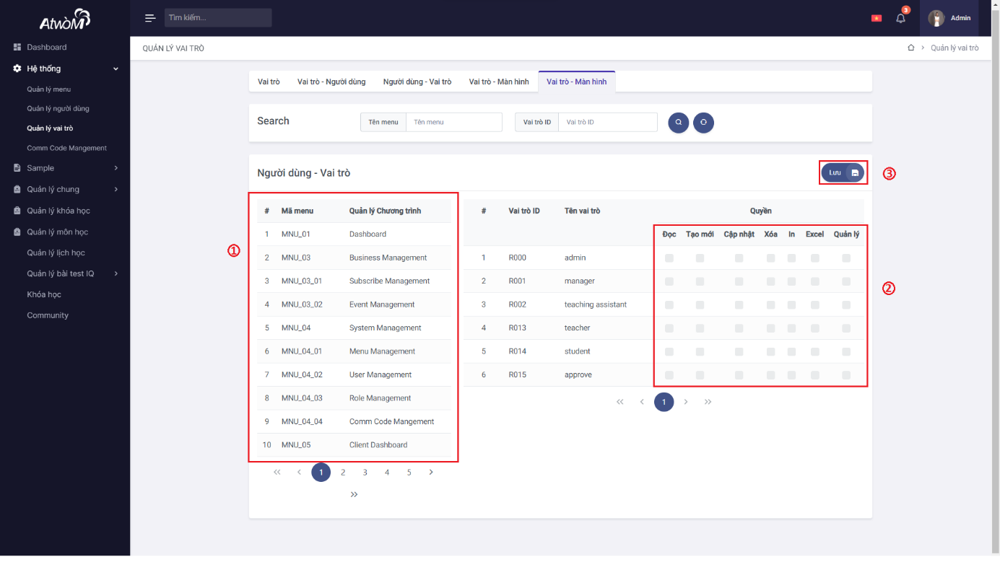 AtwoM
Tìm kiếm...
3
Admin
Dashboard
Hệ thống
Quản lý menu
Quản lý người dùng
Quản lý vai trò
Comm Code Mangement
Sample
Quản lý chung
Quản lý khóa học
Quản lý môn học
Quản lý lịch học
Quản lý bài test IQ
Khóa học
Community
QUẢN LÝ VAI TRÒ
Quản lý vai trò
Vai trò Vai trò - Người dùng Người dùng - Vai trò Vai trò - Màn hình Vai trò - Màn hình
Search Tên menu Tên menu Vai trò ID Vai trò ID
Người dùng - Vai trò
Lưu ③
①
# Mã menu Quản lý Chương trình
1 MNU_01 Dashboard
2 MNU_03 Business Management
3 MNU_03_01 Subscribe Management
4 MNU_03_02 Event Management
5 MNU_04 System Management
6 MNU_04_01 Menu Management
7 MNU_04_02 User Management
8 MNU_04_03 Role Management
9 MNU_04_04 Comm Code Mangement
10 MNU_05 Client Dashboard
1 2 3 4 5
# Vai trò ID Tên vai trò Quyền
Đọc Tạo mới Cập nhật Xóa In Excel Quản lý
1 R000 admin
2 R001 manager
3 R002 teaching assistant
4 R013 teacher
5 R014 student
6 R015 approve
②
1